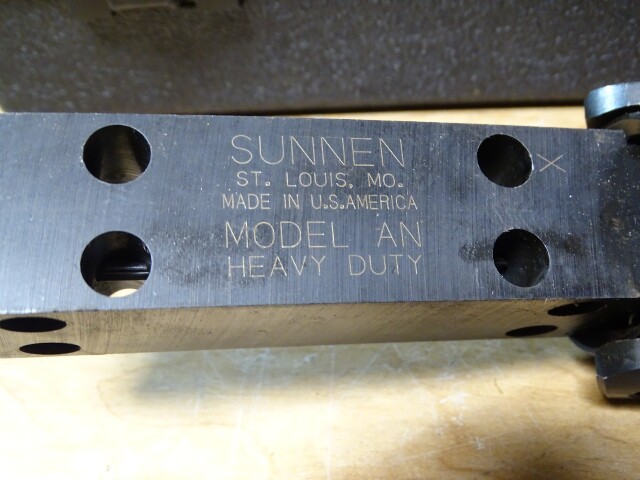 SUNNEN
ST. LOUIS, MO.
MADE IN U.S.AMERICA
MODEL AN
HEAVY DUTY
X